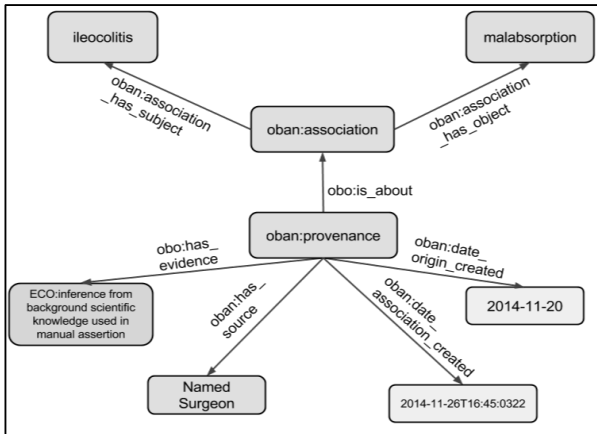 ileocolitis
malabsorption
oban:association
_has_subject
oban:association
_has_object
oban:association
obo:is_about
oban:provenance
obo:has_
evidence
oban:date_
origin_created
oban:has_
source
oban:date_
association_created
ECO:inference from
background scientific
knowledge used in
manual assertion
2014-11-20
Named
Surgeon
2014-11-26T16:45:0322